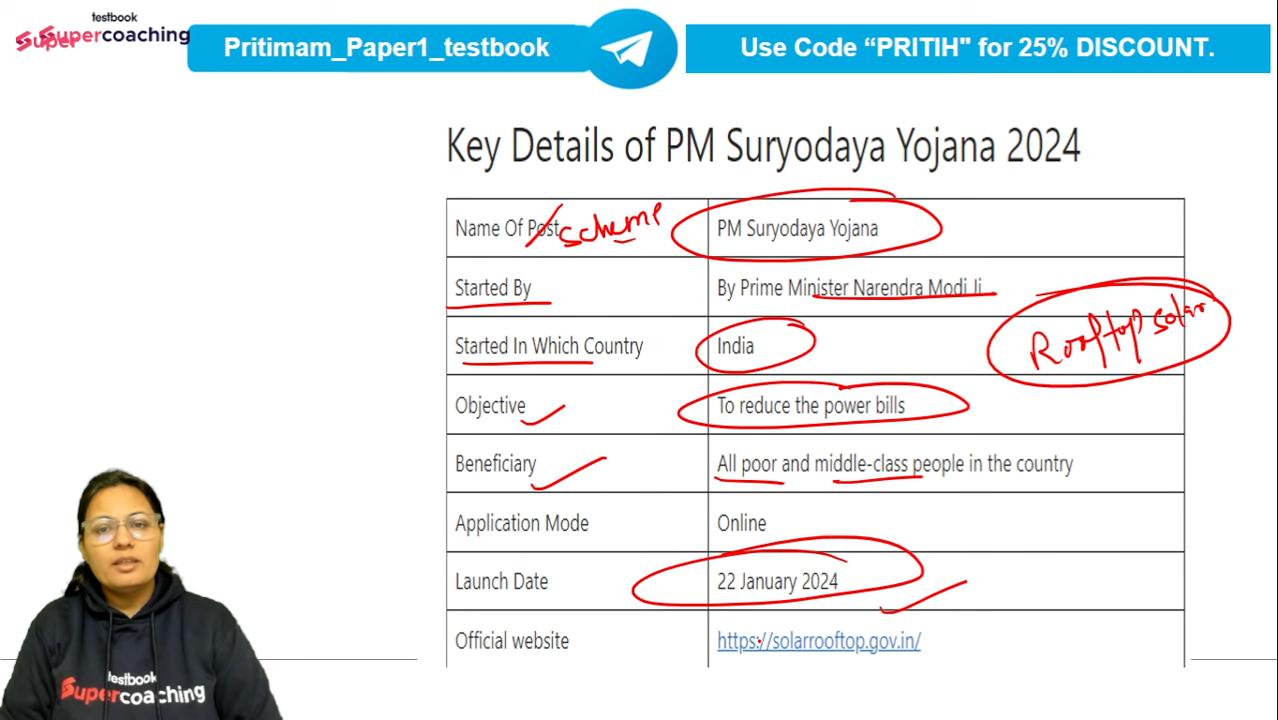 testbook
Supercoaching
Super
Pritimam_Paper1_testbook
Use Code “PRITIH" for 25% DISCOUNT.
Key Details of PM Suryodaya Yojana 2024
Name Of Post scheme PM Suryodaya Yojana
Started By By Prime Minister Narendra Modi Ji
Rooftop solar
Started In Which Country India
Objective To reduce the power bills
Beneficiary All poor and middle-class people in the country
Application Mode Online
Launch Date 22 January 2024
Official website https://solarrooftop.gov.in/
testbook
Supercoaching